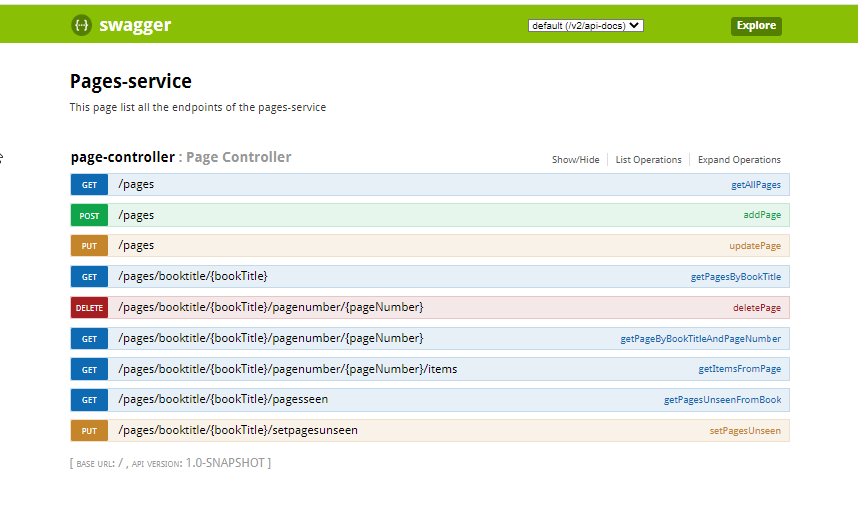 {···} swagger default (/v2/api-docs) Explore
Pages-service
This page list all the endpoints of the pages-service
page-controller : Page Controller Show/Hide List Operations Expand Operations
GET /pages getAllPages
POST /pages addPage
PUT /pages updatePage
GET /pages/booktitle/{bookTitle} getPagesByBookTitle
DELETE /pages/booktitle/{bookTitle}/pagenumber/{pageNumber} deletePage
GET /pages/booktitle/{bookTitle}/pagenumber/{pageNumber} getPageByBookTitleAndPageNumber
GET /pages/booktitle/{bookTitle}/pagenumber/{pageNumber}/items getItemsFromPage
GET /pages/booktitle/{bookTitle}/pagesseen getPagesUnseenFromBook
PUT /pages/booktitle/{bookTitle}/setpagesunseen setPagesUnseen
[ BASE URL: / , API VERSION: 1.0-SNAPSHOT ]